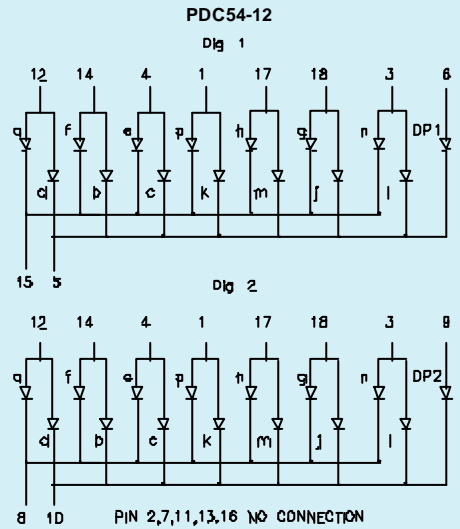 PDC54-12
Dig 1
12 14 4 1 17 18 3 6
a f e p h g n DP1
d b c k m j l
15 5
Dig 2
12 14 4 1 17 18 3 9
a f e p h g n DP2
d b c k m j l
8 10 PIN 2,7,11,13,16 NO CONNECTION